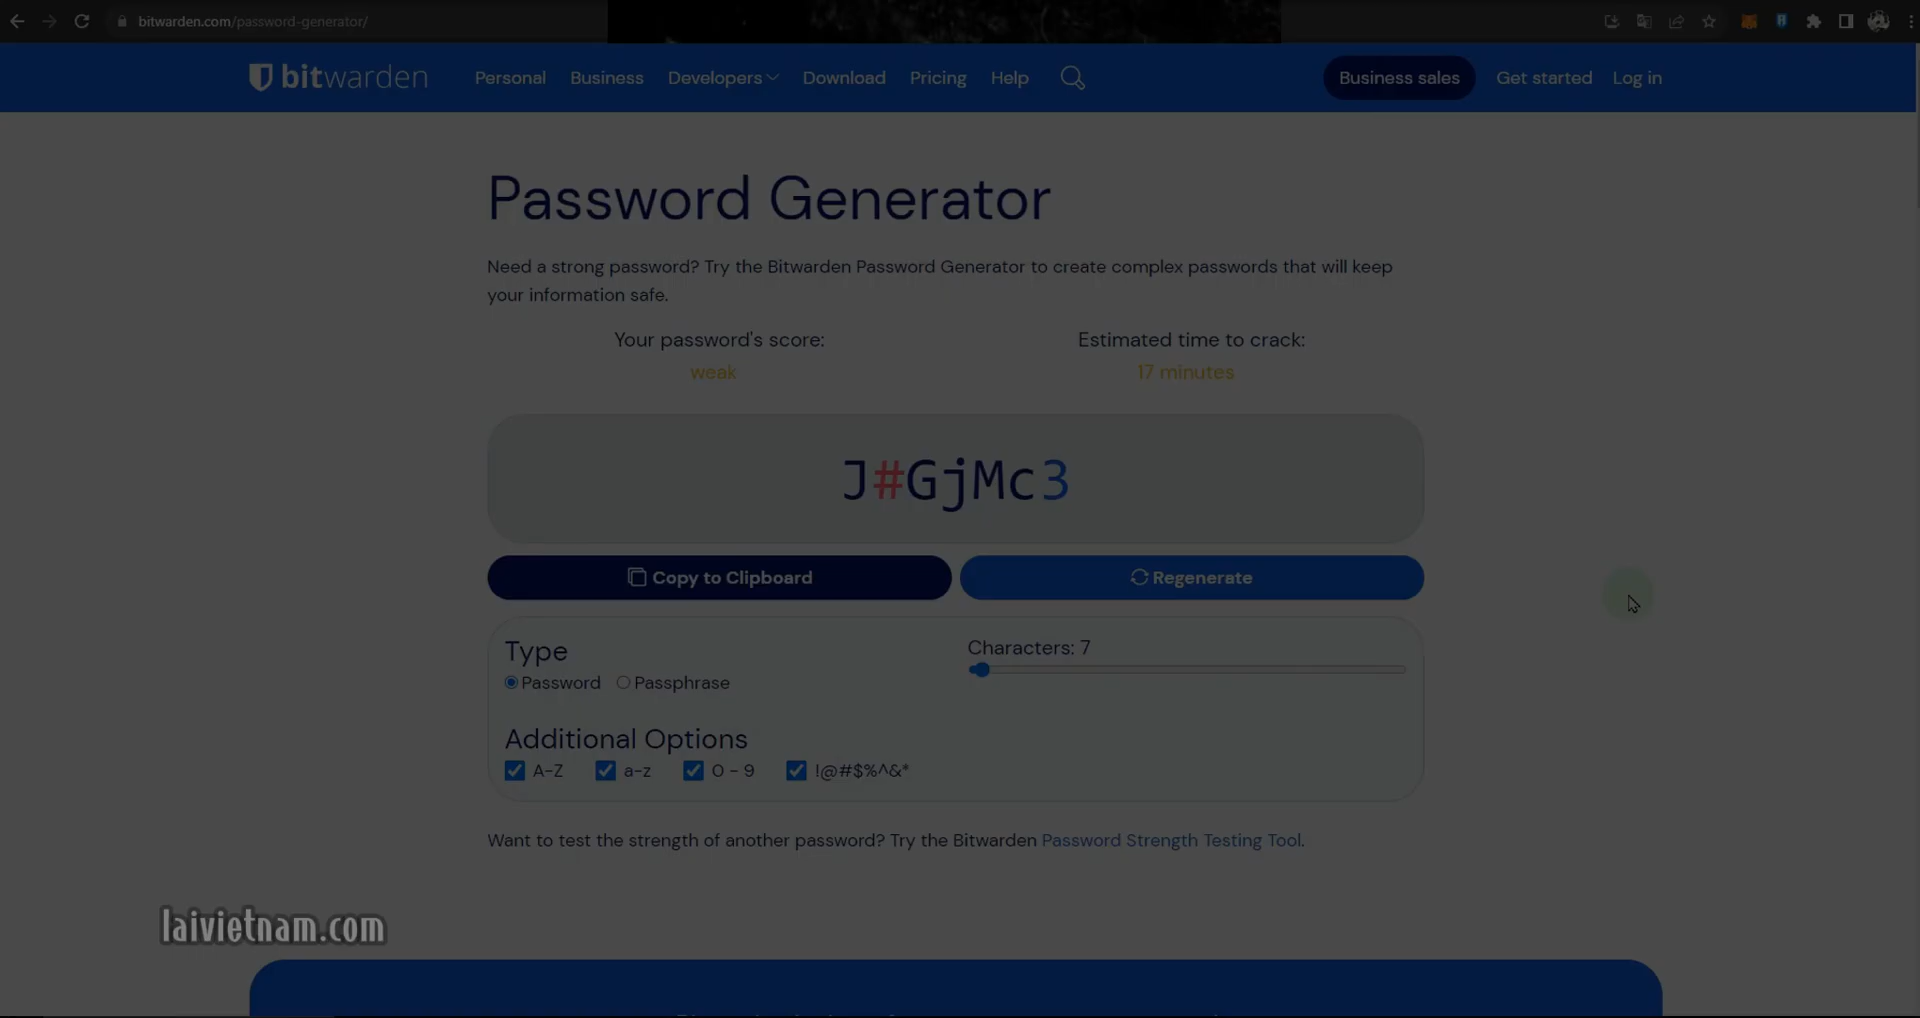 bitwarden.com/password-generator/
bitwarden Personal Business Developers Download Pricing Help Business sales Get started Log in
Password Generator
Need a strong password? Try the Bitwarden Password Generator to create complex passwords that will keep
your information safe.
Your password's score: Estimated time to crack:
weak 17 minutes
J#GjMc3
Copy to Clipboard Regenerate
Type Characters: 7
Password Passphrase
Additional Options
A-Z a-z 0 - 9 !@#$%^&*
Want to test the strength of another password? Try the Bitwarden Password Strength Testing Tool.
laivietnam.com